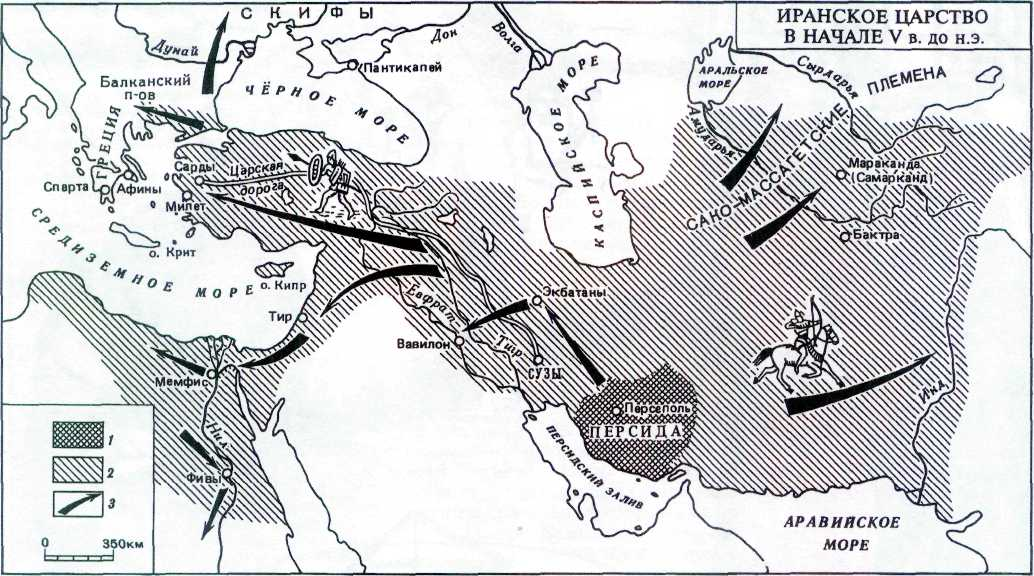 ИРАНСКОЕ ЦАРСТВО
В НАЧАЛЕ V в. до н.э.
СКИФЫ
Дунай
Дон
Волга
Пантикапей
Балканский
п-ов
ЧЁРНОЕ МОРЕ
КАСПИЙСКОЕ МОРЕ
АРАЛЬСКОЕ
МОРЕ
Сырдарья
ПЛЕМЕНА
Амударья
САКО-МАССАГЕТСКИЕ
Мараканда
(Самарканд)
Бактра
ГРЕЦИЯ
Сарды
Царская
дорога
Спарта
Афины
Милет
о. Крит
СРЕДИЗЕМНОЕ МОРЕ
о. Кипр
Тир
Экбатаны
Евфрат
Вавилон
Тигр
СУЗЫ
Мемфис
Нил
Фивы
Персеполь
ПЕРСИДА
ПЕРСИДСКИЙ ЗАЛИВ
Инд
АРАВИЙСКОЕ
МОРЕ
1
2
3
0 350км